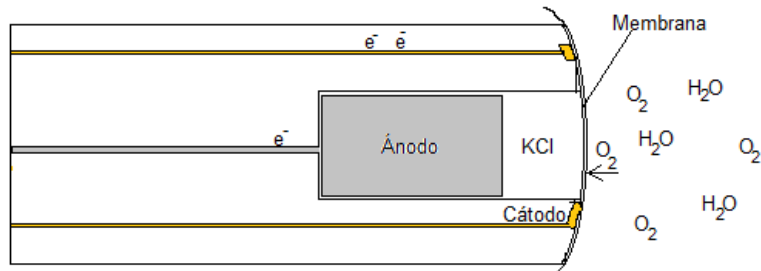 Membrana
e⁻ e⁻
O₂
H₂O
e⁻
Ánodo
KCl
O₂
H₂O
O₂
Cátodo
O₂
H₂O